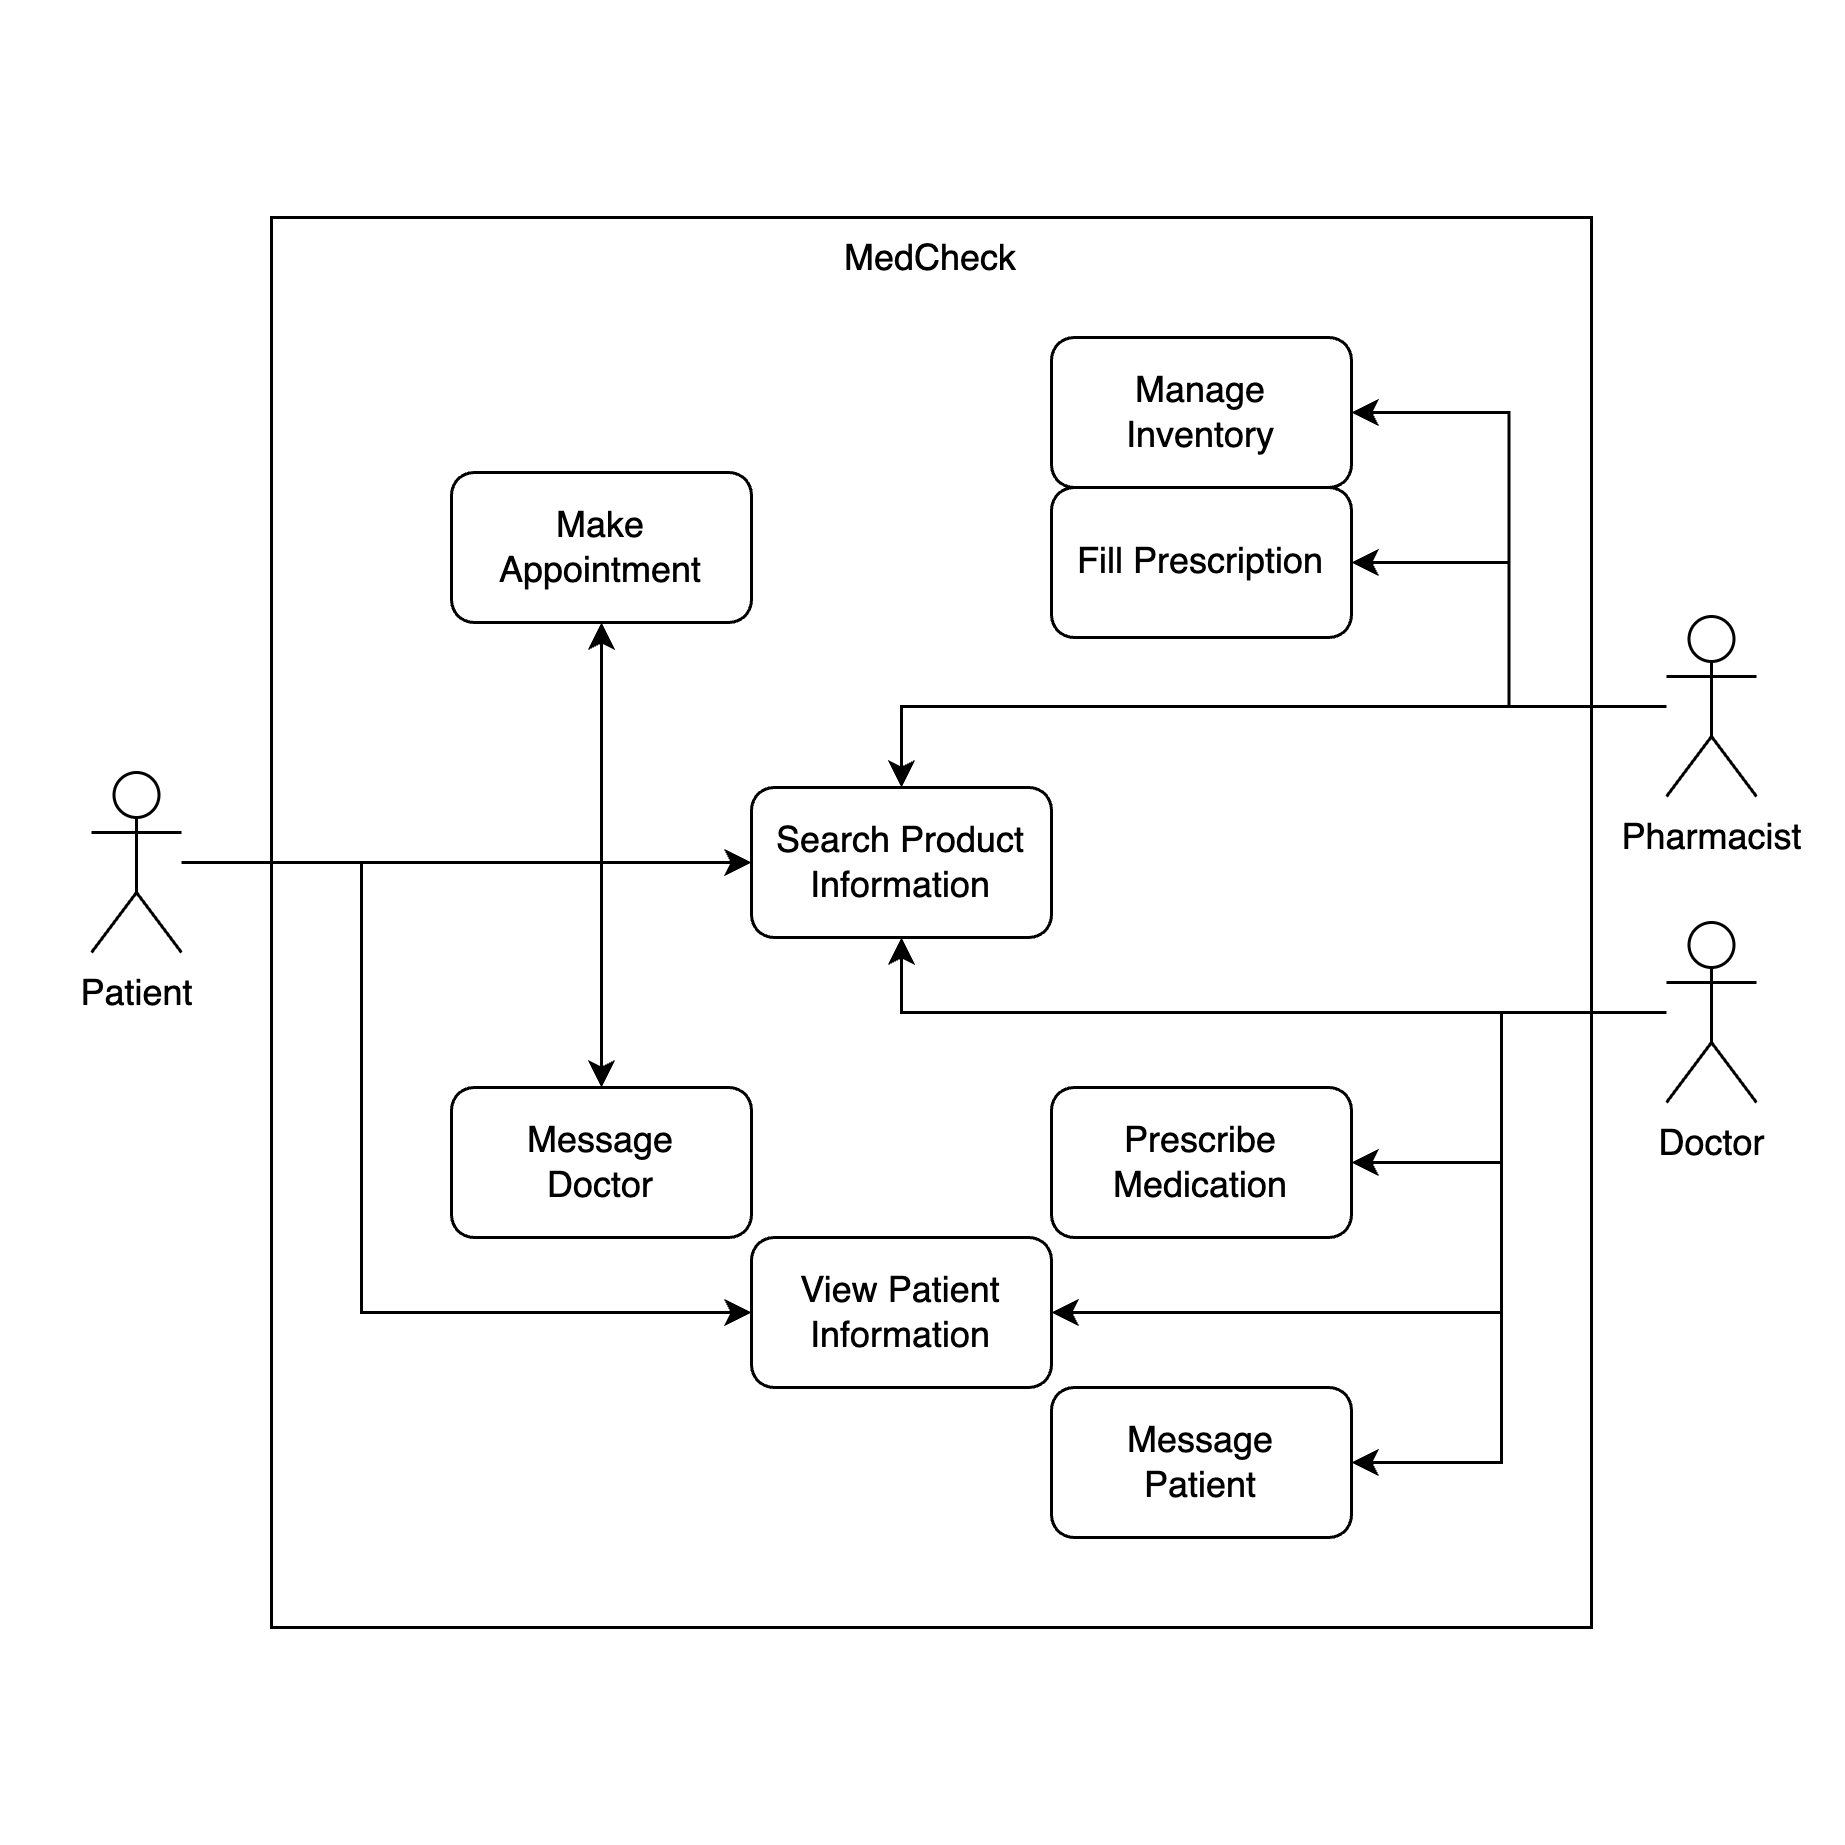 MedCheck
Manage
Inventory
Make
Appointment
Fill Prescription
Search Product
Information
Pharmacist
Patient
Message
Doctor
Prescribe
Medication
Doctor
View Patient
Information
Message
Patient